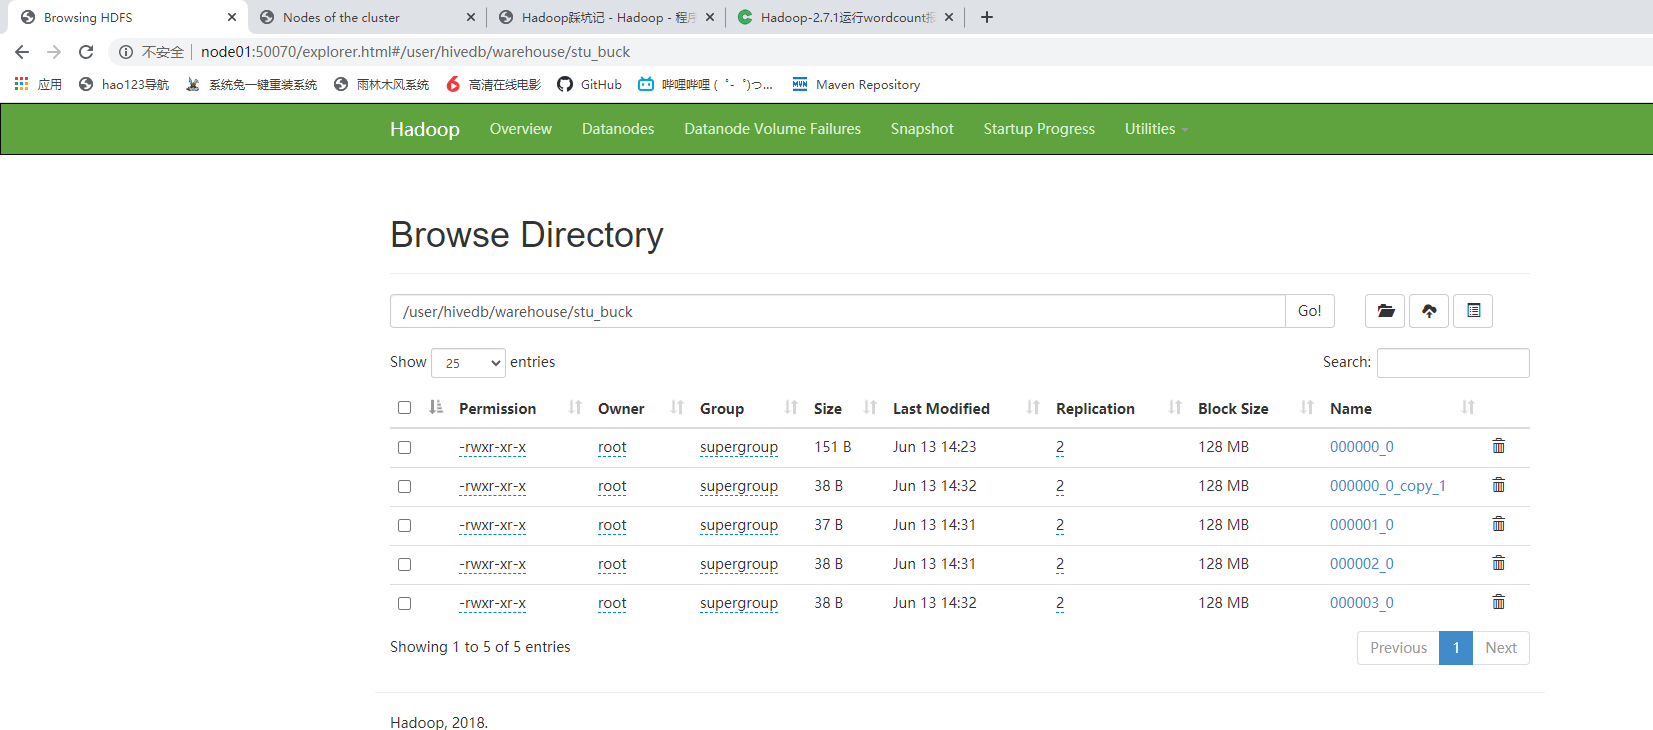 Browsing HDFS Nodes of the cluster Hadoop踩坑记 - Hadoop - 程序 Hadoop-2.7.1运行wordcount报
不安全 node01:50070/explorer.html#/user/hivedb/warehouse/stu_buck
应用 hao123导航 系统兔一键重装系统 雨林木风系统 高清在线电影 GitHub 哔哩哔哩 ( ゜- ゜)つ... Maven Repository
Hadoop Overview Datanodes Datanode Volume Failures Snapshot Startup Progress Utilities
Browse Directory
/user/hivedb/warehouse/stu_buck Go!
Show 25 entries Search:
Permission Owner Group Size Last Modified Replication Block Size Name
-rwxr-xr-x root supergroup 151 B Jun 13 14:23 2 128 MB 000000_0
-rwxr-xr-x root supergroup 38 B Jun 13 14:32 2 128 MB 000000_0_copy_1
-rwxr-xr-x root supergroup 37 B Jun 13 14:31 2 128 MB 000001_0
-rwxr-xr-x root supergroup 38 B Jun 13 14:31 2 128 MB 000002_0
-rwxr-xr-x root supergroup 38 B Jun 13 14:32 2 128 MB 000003_0
Showing 1 to 5 of 5 entries Previous 1 Next
Hadoop, 2018.